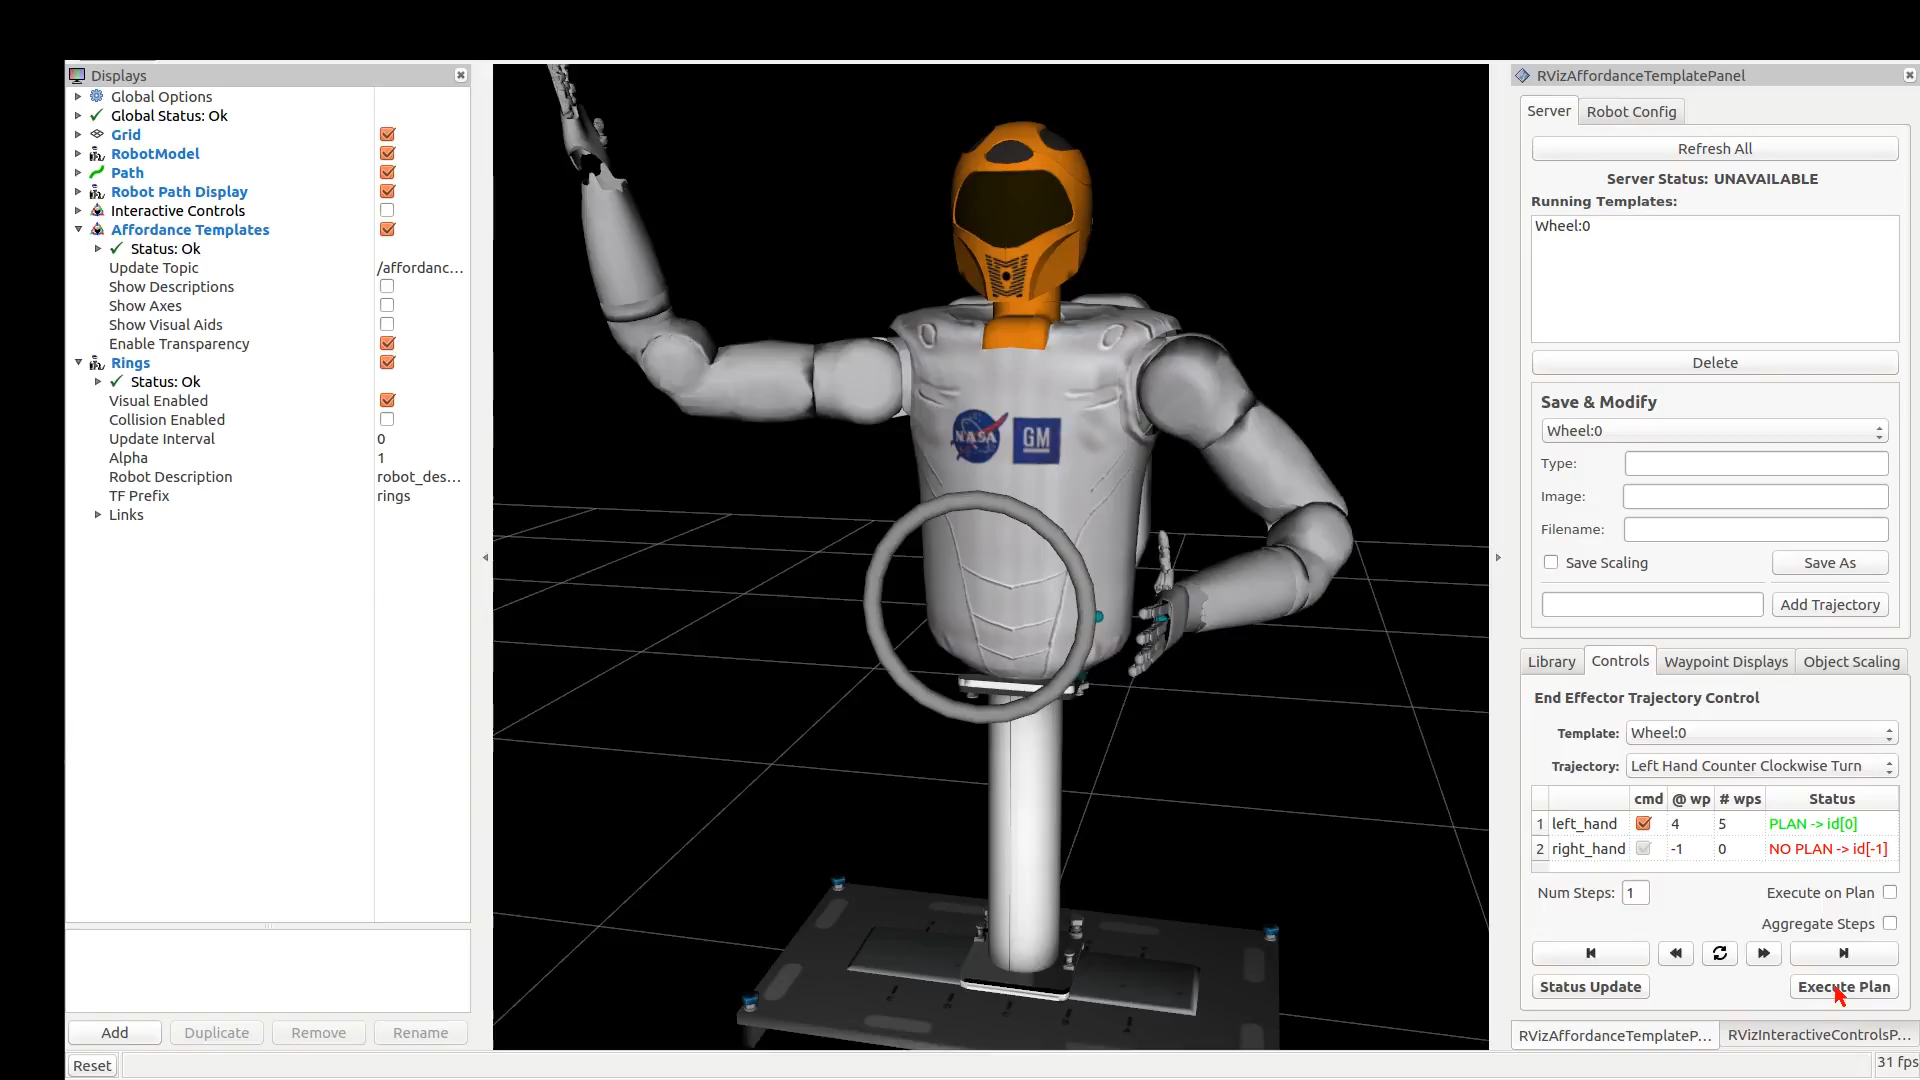 Displays
Global Options
Global Status: Ok
Grid
RobotModel
Path
Robot Path Display
Interactive Controls
Affordance Templates
Status: Ok
Update Topic /affordanc...
Show Descriptions
Show Axes
Show Visual Aids
Enable Transparency
Rings
Status: Ok
Visual Enabled
Collision Enabled
Update Interval 0
Alpha 1
Robot Description robot_des...
TF Prefix rings
Links
Add Duplicate Remove Rename
Reset
NASA GM
RVizAffordanceTemplatePanel
Server Robot Config
Refresh All
Server Status: UNAVAILABLE
Running Templates:
Wheel:0
Delete
Save & Modify
Wheel:0
Type:
Image:
Filename:
Save Scaling Save As
Add Trajectory
Library Controls Waypoint Displays Object Scaling
End Effector Trajectory Control
Template: Wheel:0
Trajectory: Left Hand Counter Clockwise Turn
cmd @ wp # wps Status
1 left_hand 4 5 PLAN -> id[0]
2 right_hand -1 0 NO PLAN -> id[-1]
Num Steps: 1 Execute on Plan
Aggregate Steps
Status Update Execute Plan
RVizAffordanceTemplateP... RVizInteractiveControlsP...
31 fps